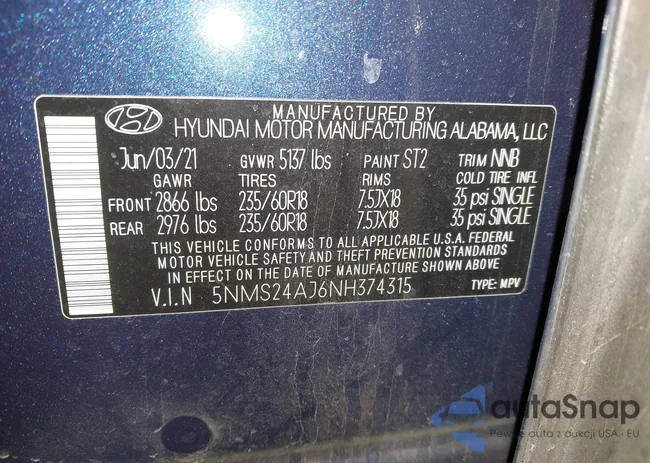 MANUFACTURED BY
HYUNDAI MOTOR MANUFACTURING ALABAMA, LLC
Jun/03/21 GVWR 5137 lbs PAINT ST2 TRIM NNB
GAWR TIRES RIMS COLD TIRE INFL
FRONT 2866 lbs 235/60R18 7.5JX18 35 psi SINGLE
REAR 2976 lbs 235/60R18 7.5JX18 35 psi SINGLE
THIS VEHICLE CONFORMS TO ALL APPLICABLE U.S.A. FEDERAL
MOTOR VEHICLE SAFETY AND THEFT PREVENTION STANDARDS
IN EFFECT ON THE DATE OF MANUFACTURE SHOWN ABOVE
V.I.N 5NMS24AJ6NH374315 TYPE: MPV
autaSnap
Pewne auta z aukcji USA - EU